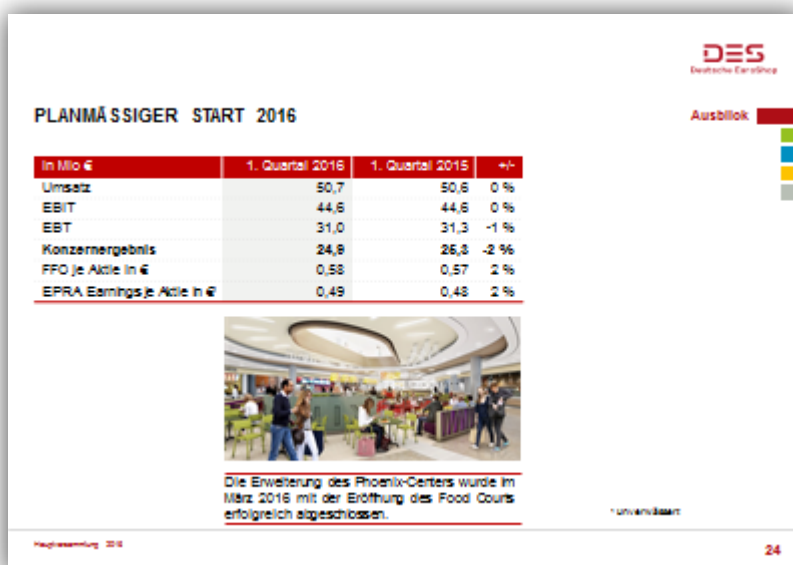 DES
Deutsche EuroShop
PLANMÄSSIGER START 2016
Ausblick
In Mio € 1. Quartal 2016 1. Quartal 2015 +/-
Umsatz 50,7 50,6 0 %
EBIT 44,6 44,6 0 %
EBT 31,0 31,3 -1 %
Konzernergebnis 24,9 25,3 -2 %
FFO je Aktie in € 0,58 0,57 2 %
EPRA Earnings je Aktie in €* 0,49 0,48 2 %
Die Erweiterung des Phoenix-Centers wurde im
März 2016 mit der Eröffnung des Food Courts
erfolgreich abgeschlossen.
* unverwässert
Hauptversammlung 2016
24